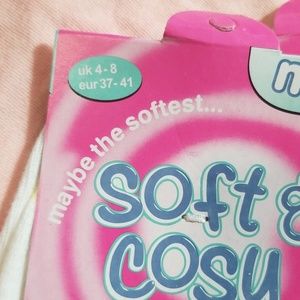 uk 4 - 8
eur 37 - 41
maybe the softest...
soft &
cosy